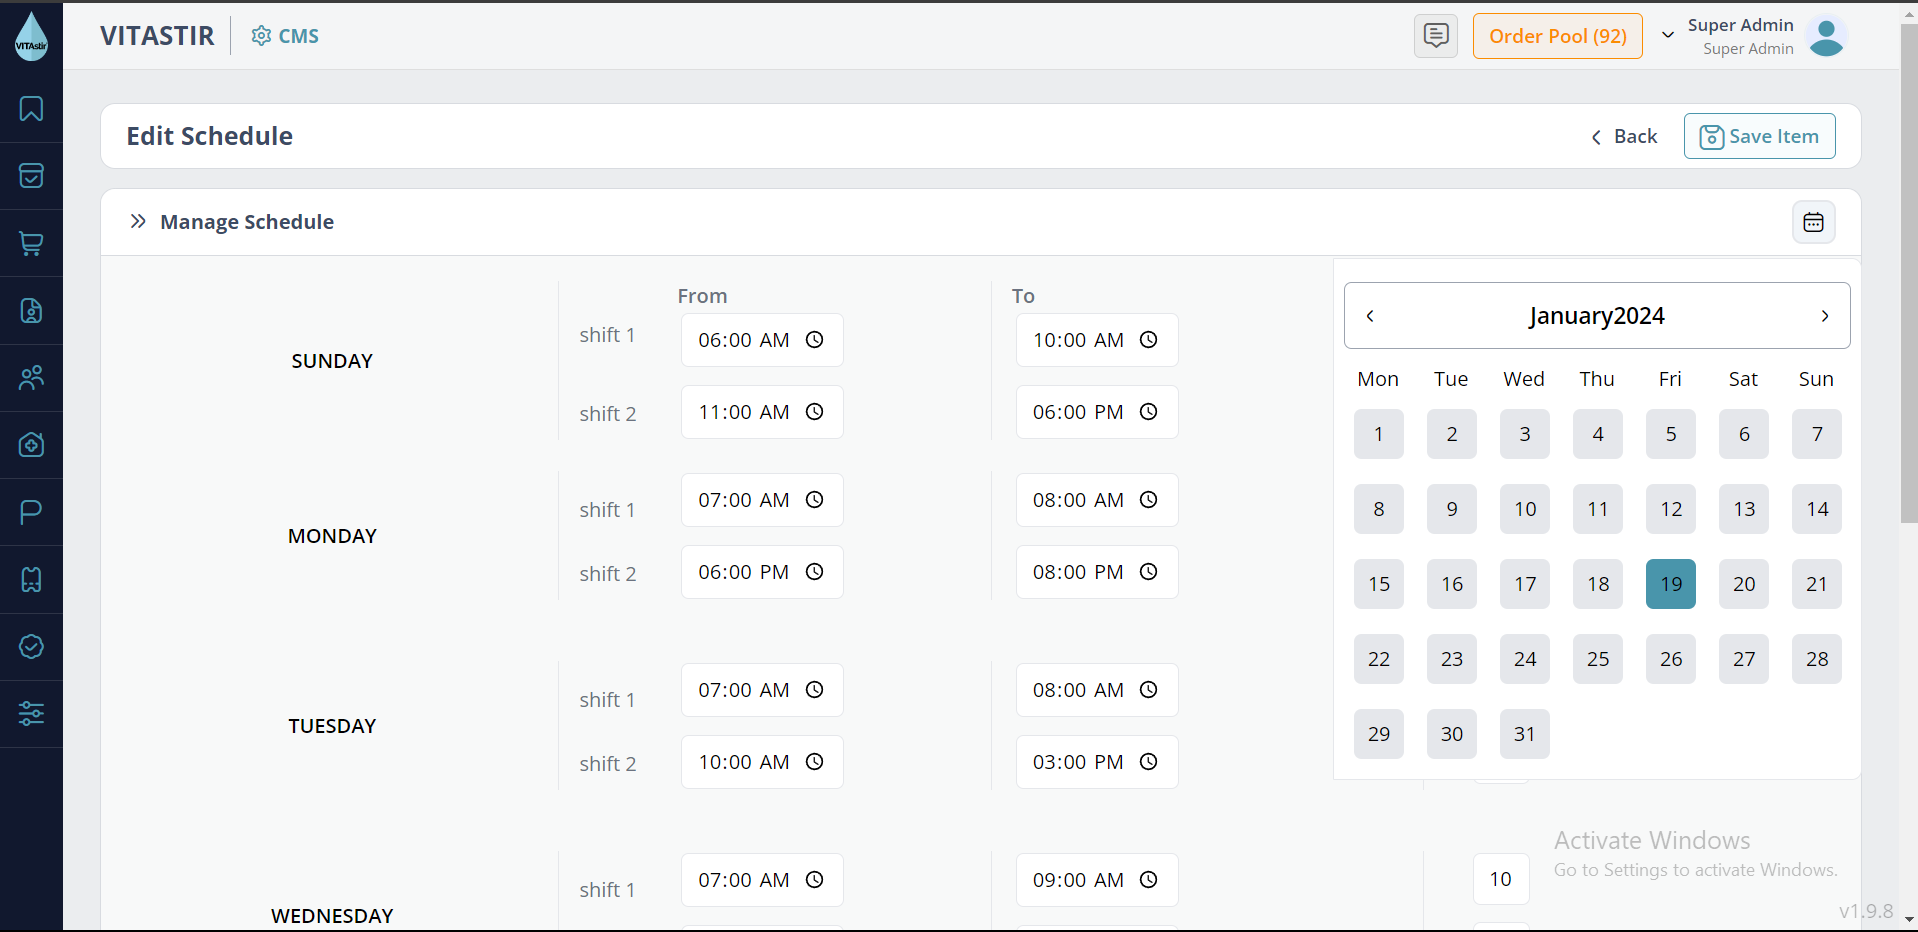 VITAstir
VITASTIR
CMS
Order Pool (92)
Super Admin
Super Admin
Edit Schedule
Back
Save Item
Manage Schedule
From
To
SUNDAY
shift 1
06:00 AM
10:00 AM
shift 2
11:00 AM
06:00 PM
MONDAY
shift 1
07:00 AM
08:00 AM
shift 2
06:00 PM
08:00 PM
TUESDAY
shift 1
07:00 AM
08:00 AM
shift 2
10:00 AM
03:00 PM
WEDNESDAY
shift 1
07:00 AM
09:00 AM
10
January2024
Mon Tue Wed Thu Fri Sat Sun
1 2 3 4 5 6 7
8 9 10 11 12 13 14
15 16 17 18 19 20 21
22 23 24 25 26 27 28
29 30 31
Activate Windows
Go to Settings to activate Windows.
v1.9.8